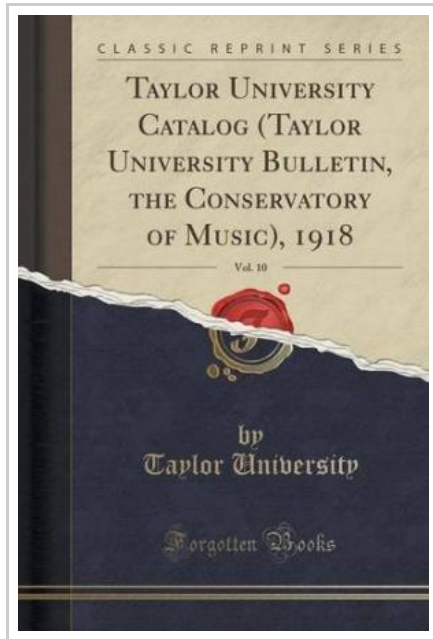 CLASSIC REPRINT SERIES
TAYLOR UNIVERSITY
CATALOG (TAYLOR
UNIVERSITY BULLETIN,
THE CONSERVATORY
OF MUSIC), 1918
Vol. 10
by
Taylor University
Forgotten Books